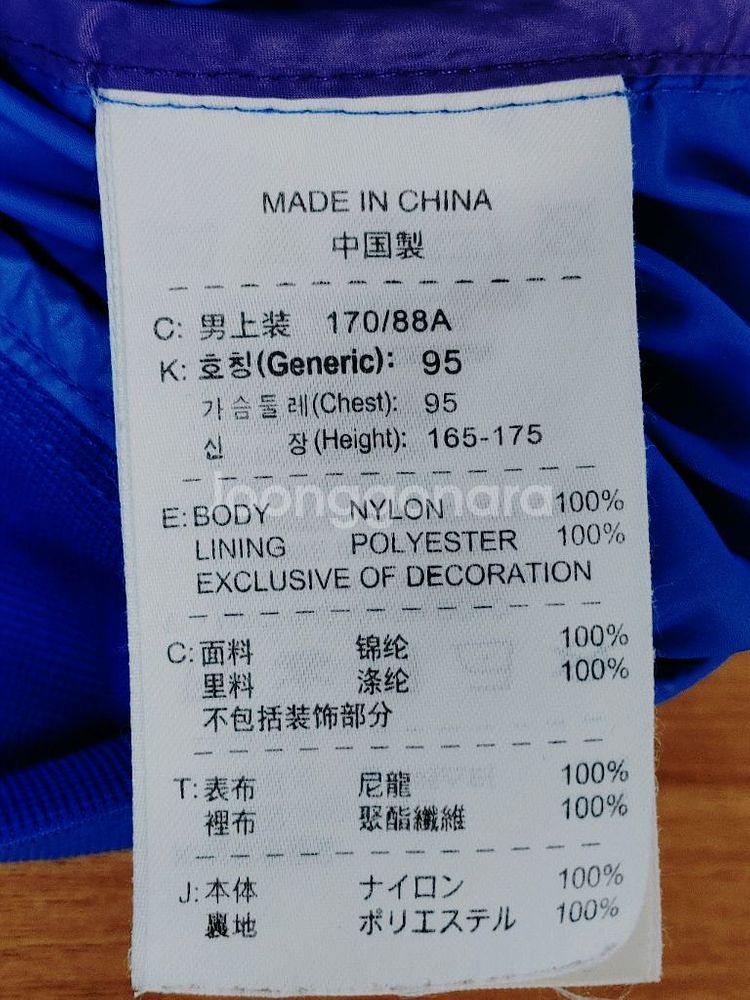 MADE IN CHINA
中国製
C: 男上装 170/88A
K: 호칭(Generic): 95
가슴둘레(Chest): 95
신 장(Height): 165-175
joonggonara
E: BODY NYLON 100%
LINING POLYESTER 100%
EXCLUSIVE OF DECORATION
C: 面料 锦纶 100%
里料 涤纶 100%
不包括装饰部分
T: 表布 尼龍 100%
裡布 聚酯纖維 100%
J: 本体 ナイロン 100%
裏地 ポリエステル 100%